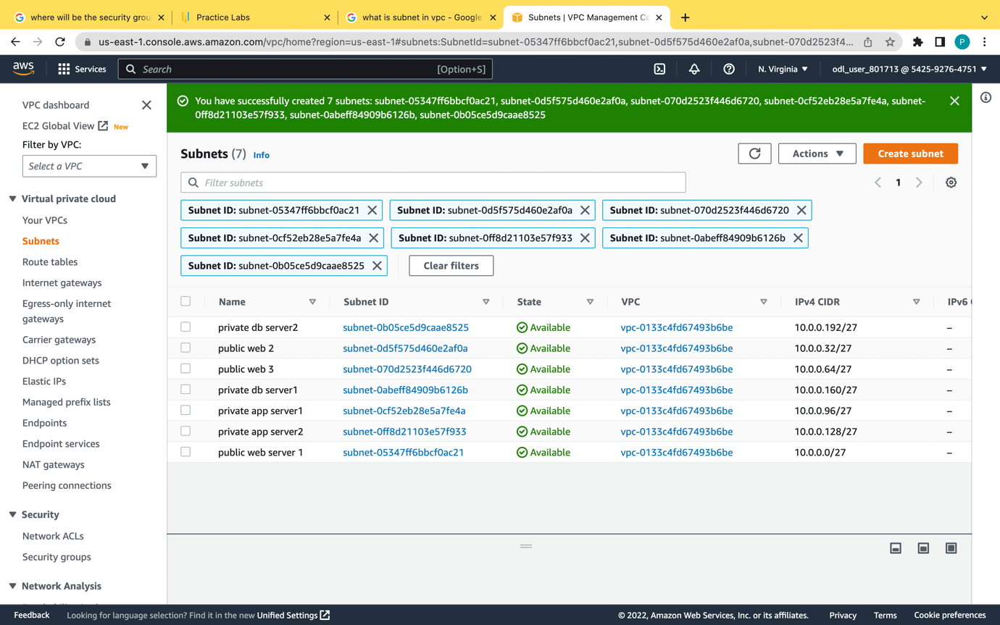 where will be the security grou
Practice Labs
what is subnet in vpc - Google
Subnets | VPC Management Co
us-east-1.console.aws.amazon.com/vpc/home?region=us-east-1#subnets:SubnetId=subnet-05347ff6bbcf0ac21,subnet-0d5f575d460e2af0a,subnet-070d2523f4...
P
aws
Services
Search
[Option+S]
N. Virginia
odl_user_801713 @ 5425-9276-4751
VPC dashboard
EC2 Global View New
Filter by VPC:
Select a VPC
Virtual private cloud
Your VPCs
Subnets
Route tables
Internet gateways
Egress-only internet
gateways
Carrier gateways
DHCP option sets
Elastic IPs
Managed prefix lists
Endpoints
Endpoint services
NAT gateways
Peering connections
Security
Network ACLs
Security groups
Network Analysis
You have successfully created 7 subnets: subnet-05347ff6bbcf0ac21, subnet-0d5f575d460e2af0a, subnet-070d2523f446d6720, subnet-0cf52eb28e5a7fe4a, subnet-
0ff8d21103e57f933, subnet-0abeff84909b6126b, subnet-0b05ce5d9caae8525
Subnets (7) Info
Actions
Create subnet
Filter subnets
1
Subnet ID: subnet-05347ff6bbcf0ac21
Subnet ID: subnet-0d5f575d460e2af0a
Subnet ID: subnet-070d2523f446d6720
Subnet ID: subnet-0cf52eb28e5a7fe4a
Subnet ID: subnet-0ff8d21103e57f933
Subnet ID: subnet-0abeff84909b6126b
Subnet ID: subnet-0b05ce5d9caae8525
Clear filters
Name Subnet ID State VPC IPv4 CIDR IPv6
private db server2 subnet-0b05ce5d9caae8525 Available vpc-0133c4fd67493b6be 10.0.0.192/27 –
public web 2 subnet-0d5f575d460e2af0a Available vpc-0133c4fd67493b6be 10.0.0.32/27 –
public web 3 subnet-070d2523f446d6720 Available vpc-0133c4fd67493b6be 10.0.0.64/27 –
private db server1 subnet-0abeff84909b6126b Available vpc-0133c4fd67493b6be 10.0.0.160/27 –
private app server1 subnet-0cf52eb28e5a7fe4a Available vpc-0133c4fd67493b6be 10.0.0.96/27 –
private app server2 subnet-0ff8d21103e57f933 Available vpc-0133c4fd67493b6be 10.0.0.128/27 –
public web server 1 subnet-05347ff6bbcf0ac21 Available vpc-0133c4fd67493b6be 10.0.0.0/27 –
Feedback
Looking for language selection? Find it in the new Unified Settings
© 2022, Amazon Web Services, Inc. or its affiliates.
Privacy
Terms
Cookie preferences